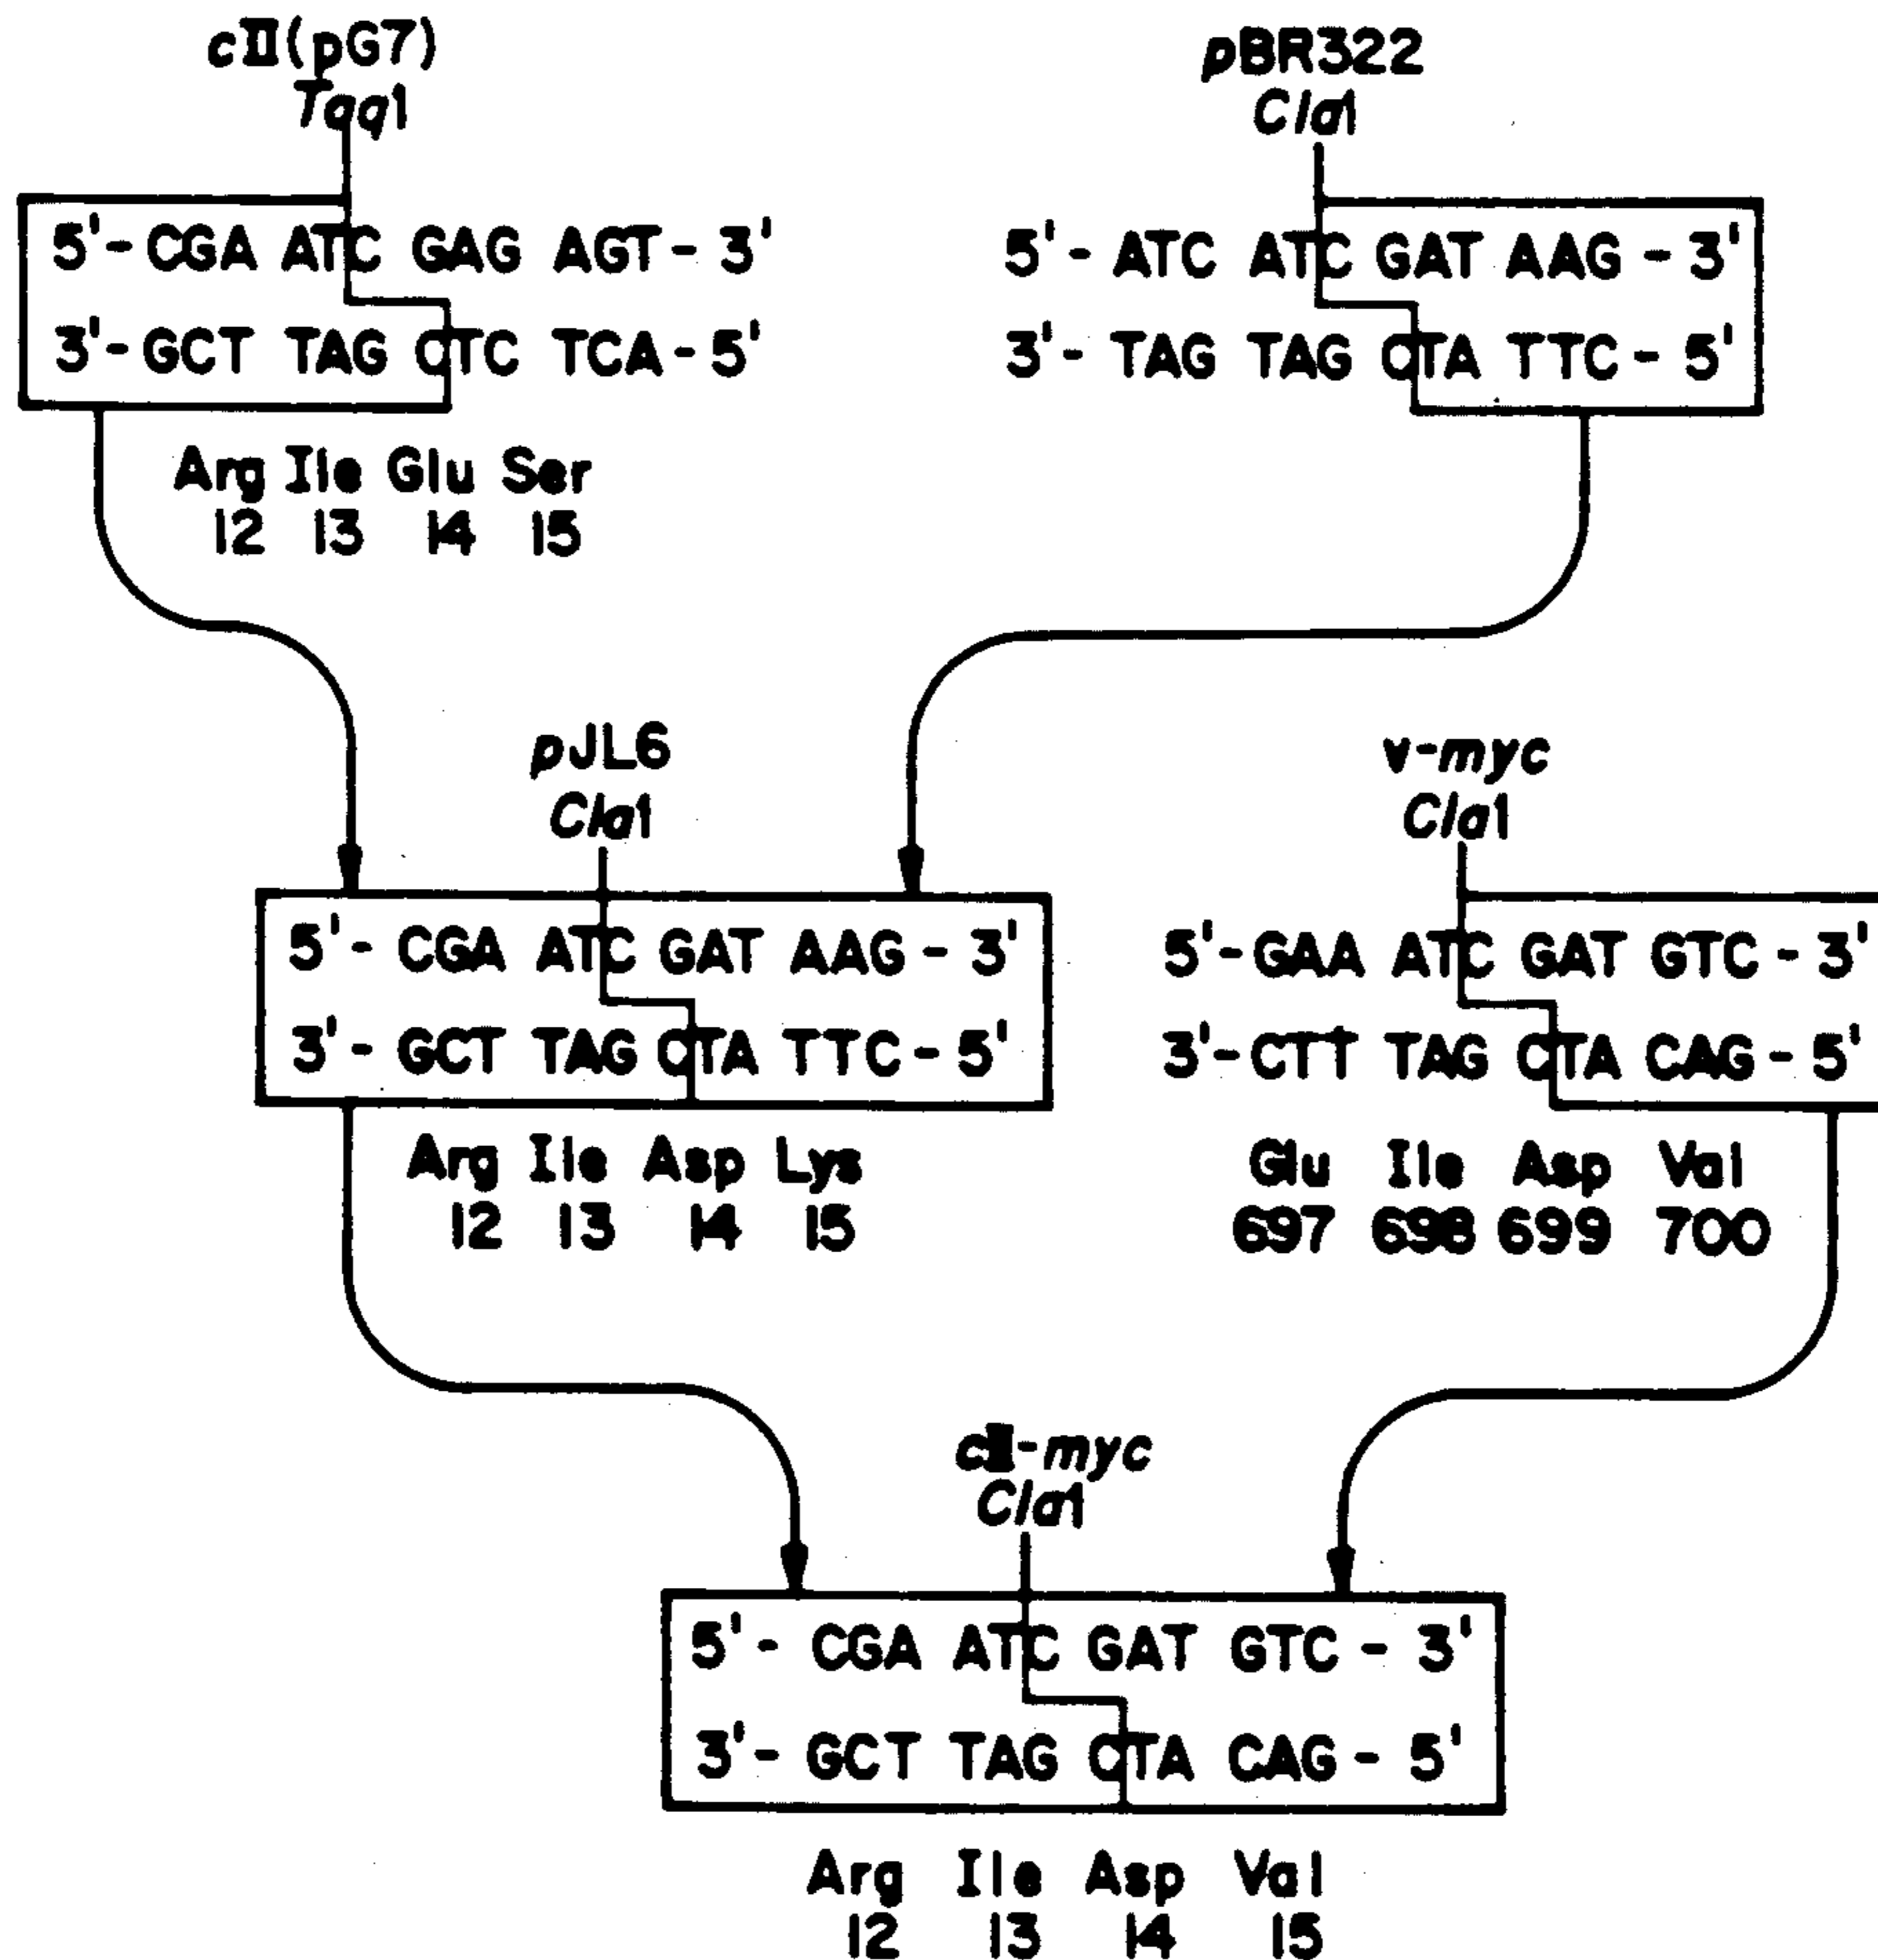 cII(pG7)
Taq1
5'- CGA ATC GAG AGT - 3'
3'- GCT TAG CTC TCA - 5'
Arg Ile Glu Ser
12 13 14 15
pBR322
Cla1
5'- ATC ATC GAT AAG - 3'
3'- TAG TAG CTA TTC - 5'
pJL6
Cla1
5'- CGA ATC GAT AAG - 3'
3'- GCT TAG CTA TTC - 5'
Arg Ile Asp Lys
12 13 14 15
v-myc
Cla1
5'- GAA ATC GAT GTC - 3'
3'- CTT TAG CTA CAG - 5'
Glu Ile Asp Val
697 698 699 700
cII-myc
Cla1
5'- CGA ATC GAT GTC - 3'
3'- GCT TAG CTA CAG - 5'
Arg Ile Asp Val
12 13 14 15